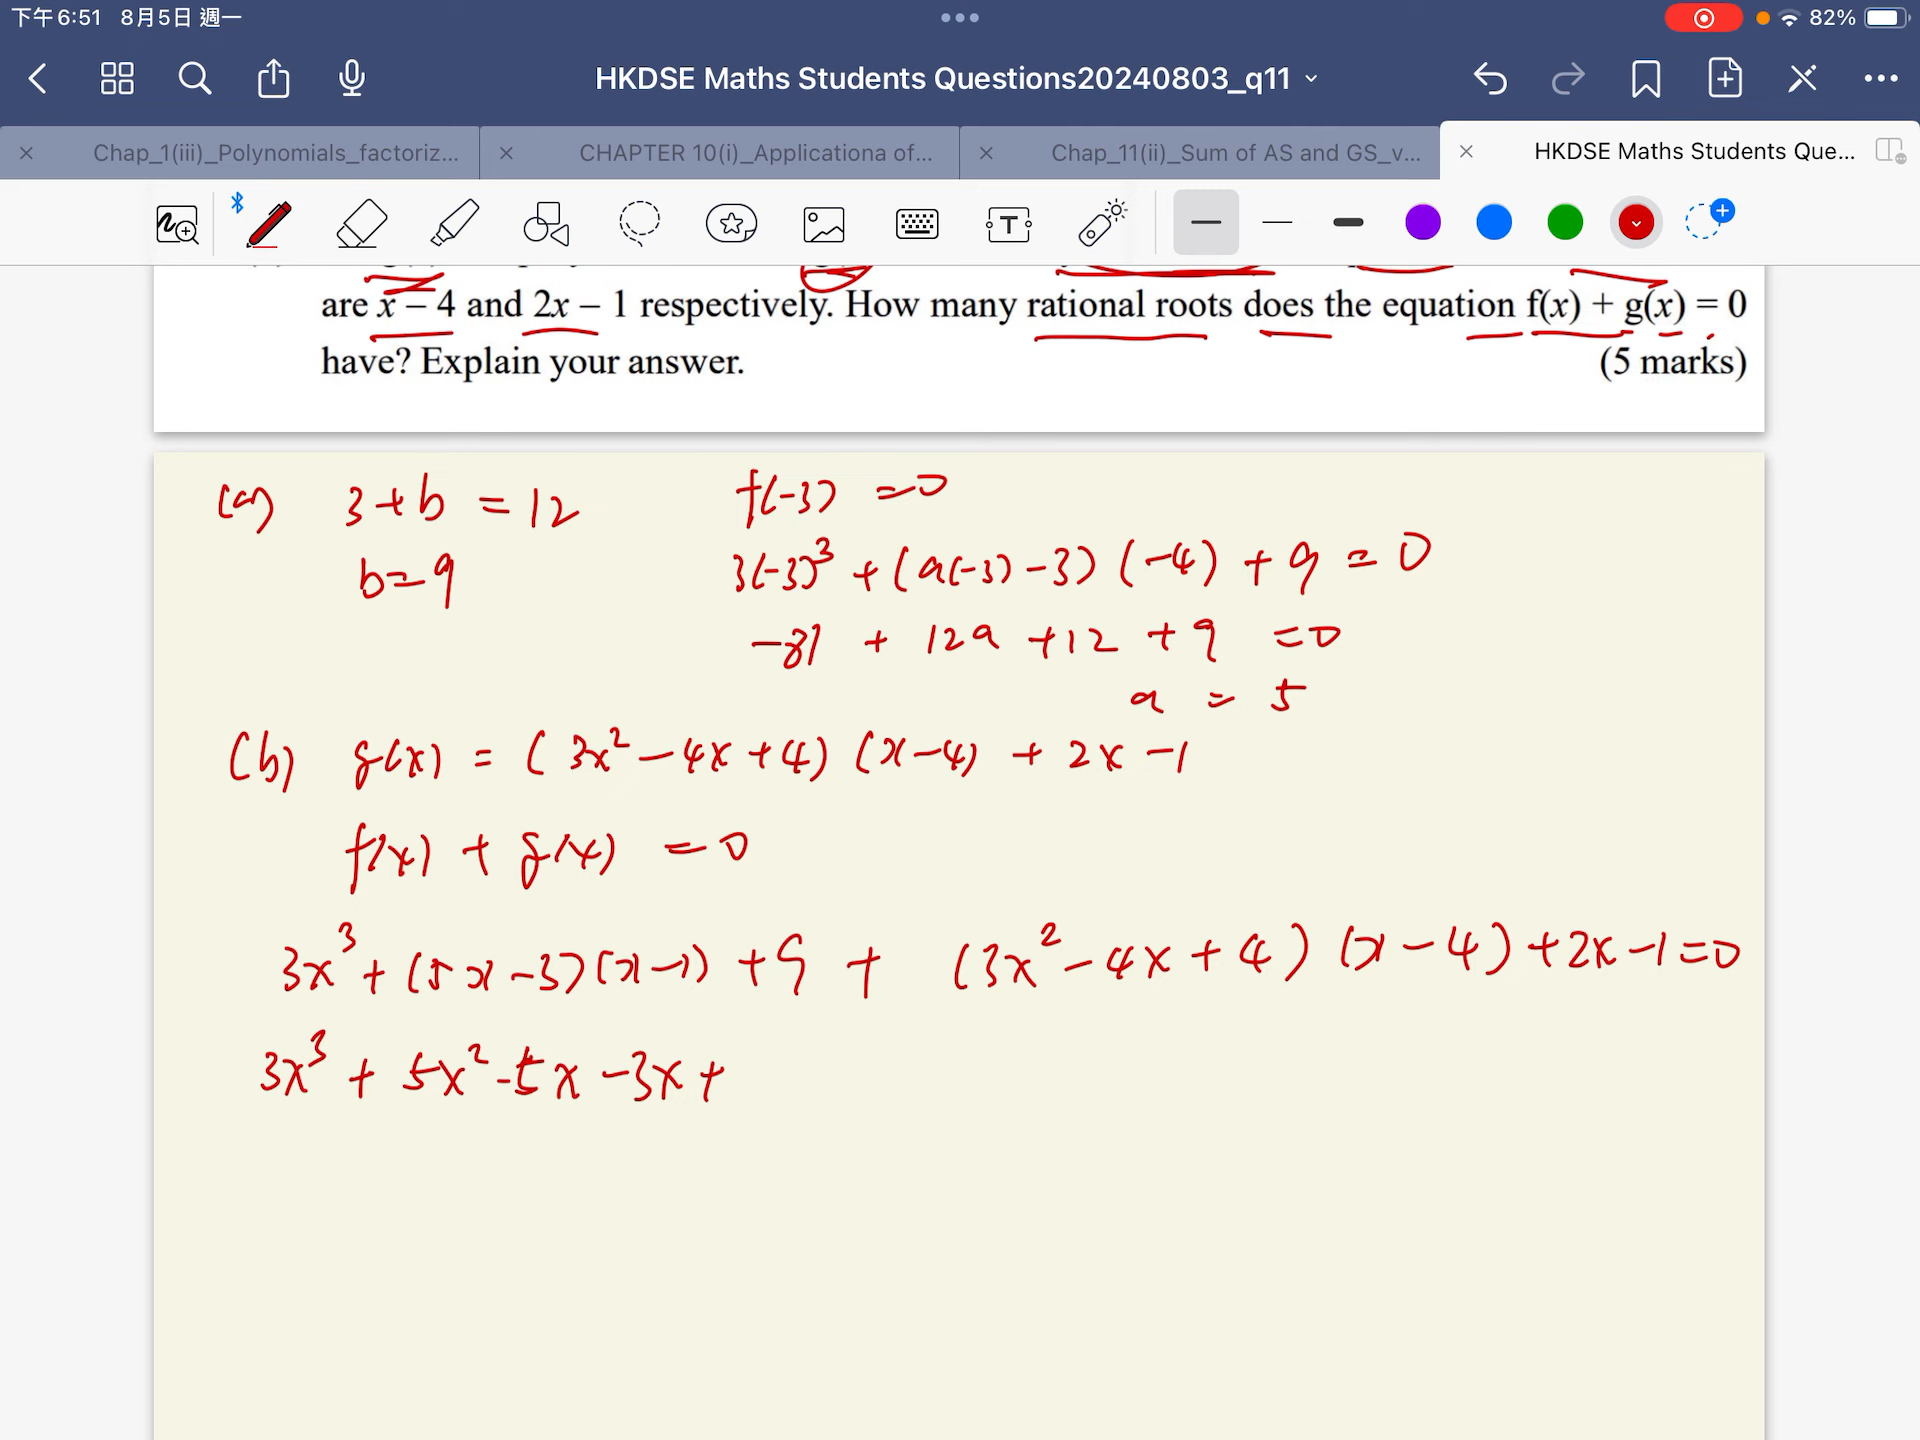 下午6:51 8月5日 週一
82%
HKDSE Maths Students Questions20240803_q11
Chap_1(iii)_Polynomials_factoriz...
CHAPTER 10(i)_Applicationa of...
Chap_11(ii)_Sum of AS and GS_v...
HKDSE Maths Students Que...
are x – 4 and 2x – 1 respectively. How many rational roots does the equation f(x) + g(x) = 0
have? Explain your answer. (5 marks)
(a) 3+b = 12 f(-3) = 0
b=9 3(-3)³ + (a(-3)-3)(-4) + 9 = 0
-81 + 12a +12 + 9 = 0
a = 5
(b) g(x) = (3x²-4x+4)(x-4) + 2x-1
f(x) + g(x) = 0
3x³+(5x-3)(x-1)+9 + (3x²-4x+4)(x-4)+2x-1=0
3x³ + 5x²-5x-3x+